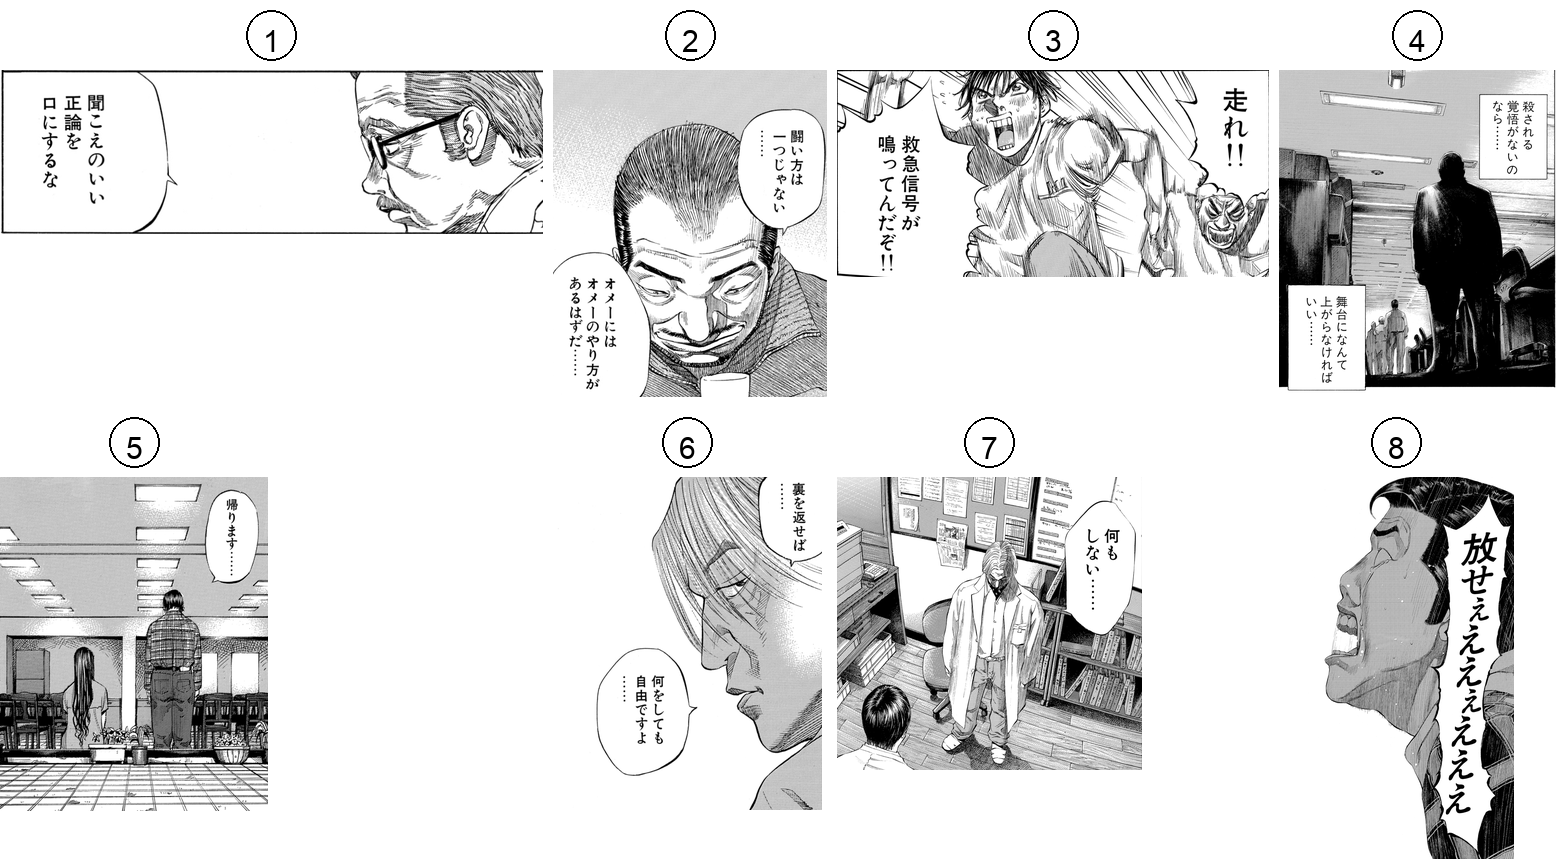 1
聞こえのいい
正論を
口にするな
2
闘い方は
一つじゃない
……
オメーには
オメーのやり方が
あるはずだ……
3
走れ!!
救急信号が
鳴ってんだぞ!!
4
殺される
覚悟がないの
なら……
舞台になんて
上がらなければ
いい……
5
帰ります……
6
裏を返せば
……
何をしても
自由ですよ
……
7
何も
しない……
8
放せぇええぇええええ